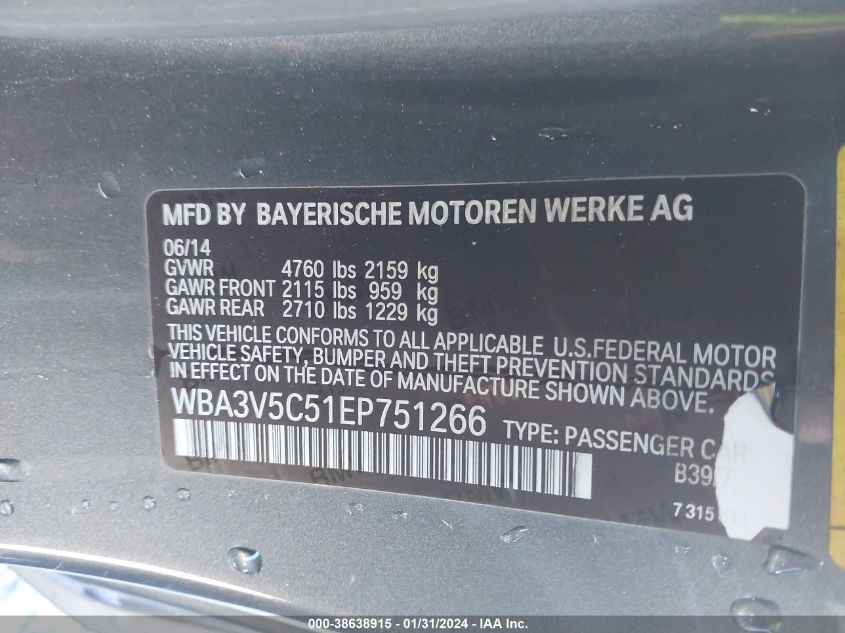 MFD BY BAYERISCHE MOTOREN WERKE AG
06/14
GVWR 4760 lbs 2159 kg
GAWR FRONT 2115 lbs 959 kg
GAWR REAR 2710 lbs 1229 kg
THIS VEHICLE CONFORMS TO ALL APPLICABLE U.S.FEDERAL MOTOR
VEHICLE SAFETY, BUMPER AND THEFT PREVENTION STANDARDS
IN EFFECT ON THE DATE OF MANUFACTURE SHOWN ABOVE.
WBA3V5C51EP751266 TYPE: PASSENGER CAR
000-38638915 - 01/31/2024 - © IAA, Inc.